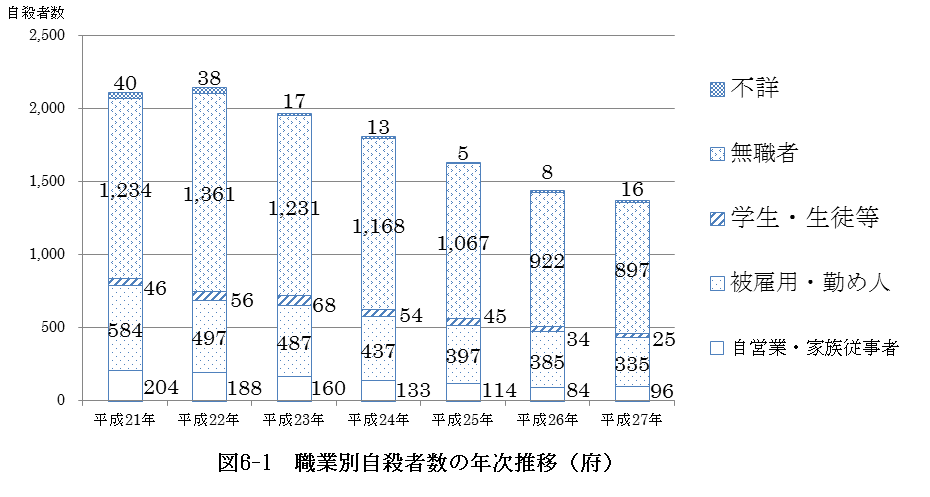 自殺者数
2,500
2,000
1,500
1,000
500
0
40 38 17 13 5 8 16
1,234 1,361 1,231 1,168 1,067 922 897
46 56 68 54 45 34 25
584 497 487 437 397 385 335
204 188 160 133 114 84 96
平成21年 平成22年 平成23年 平成24年 平成25年 平成26年 平成27年
不詳
無職者
学生・生徒等
被雇用・勤め人
自営業・家族従事者
図6-1 職業別自殺者数の年次推移（府）